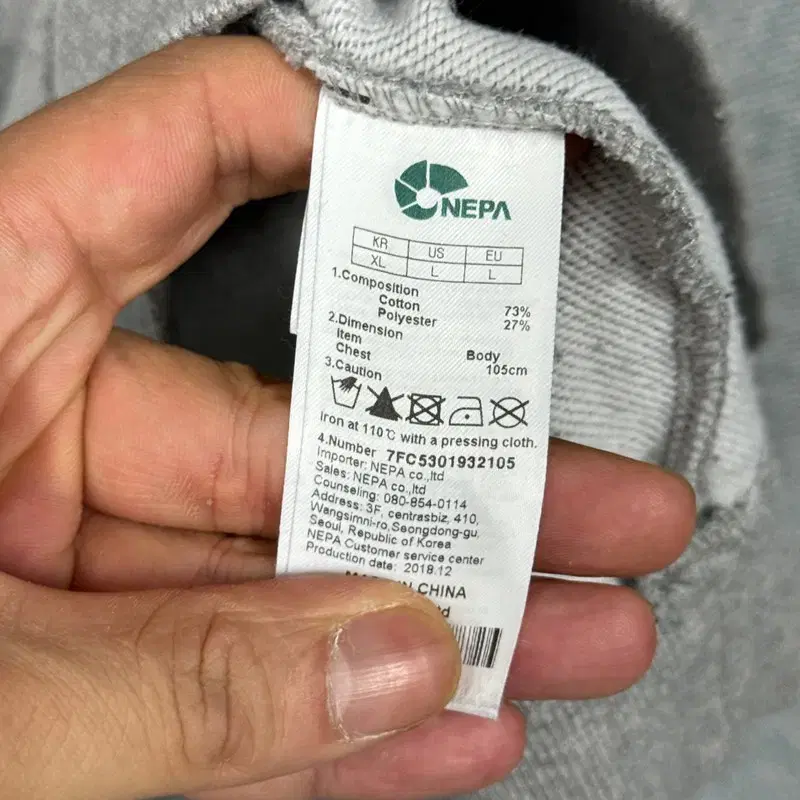 NEPA
KR US EU
XL L L
1.Composition
Cotton 73%
Polyester 27%
2.Dimension
Item Body
Chest 105cm
3.Caution
iron at 110℃ with a pressing cloth.
4.Number 7FC5301932105
Importer: NEPA co.,ltd
Sales: NEPA co.,ltd
Counseling: 080-854-0114
Address: 3F, centrasbiz, 410,
Wangsimni-ro,Seongdong-gu,
Seoul, Republic of Korea
NEPA Customer service center
Production date: 2018.12
CHINA